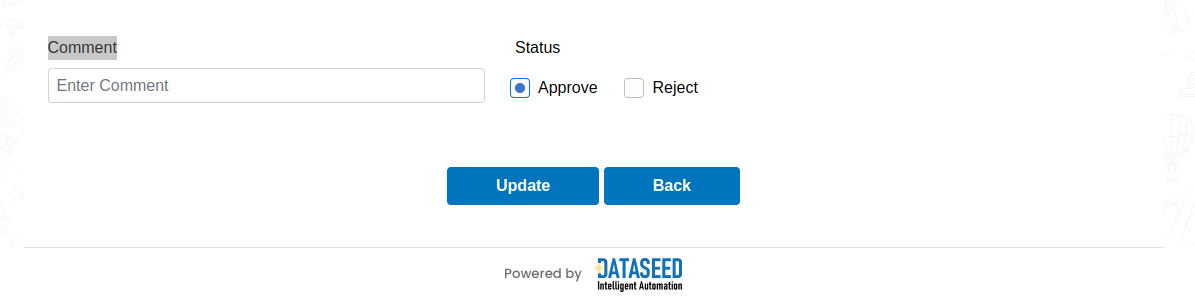 Comment
Status
Enter Comment
Approve
Reject
Update
Back
Powered by
DATASEED
Intelligent Automation